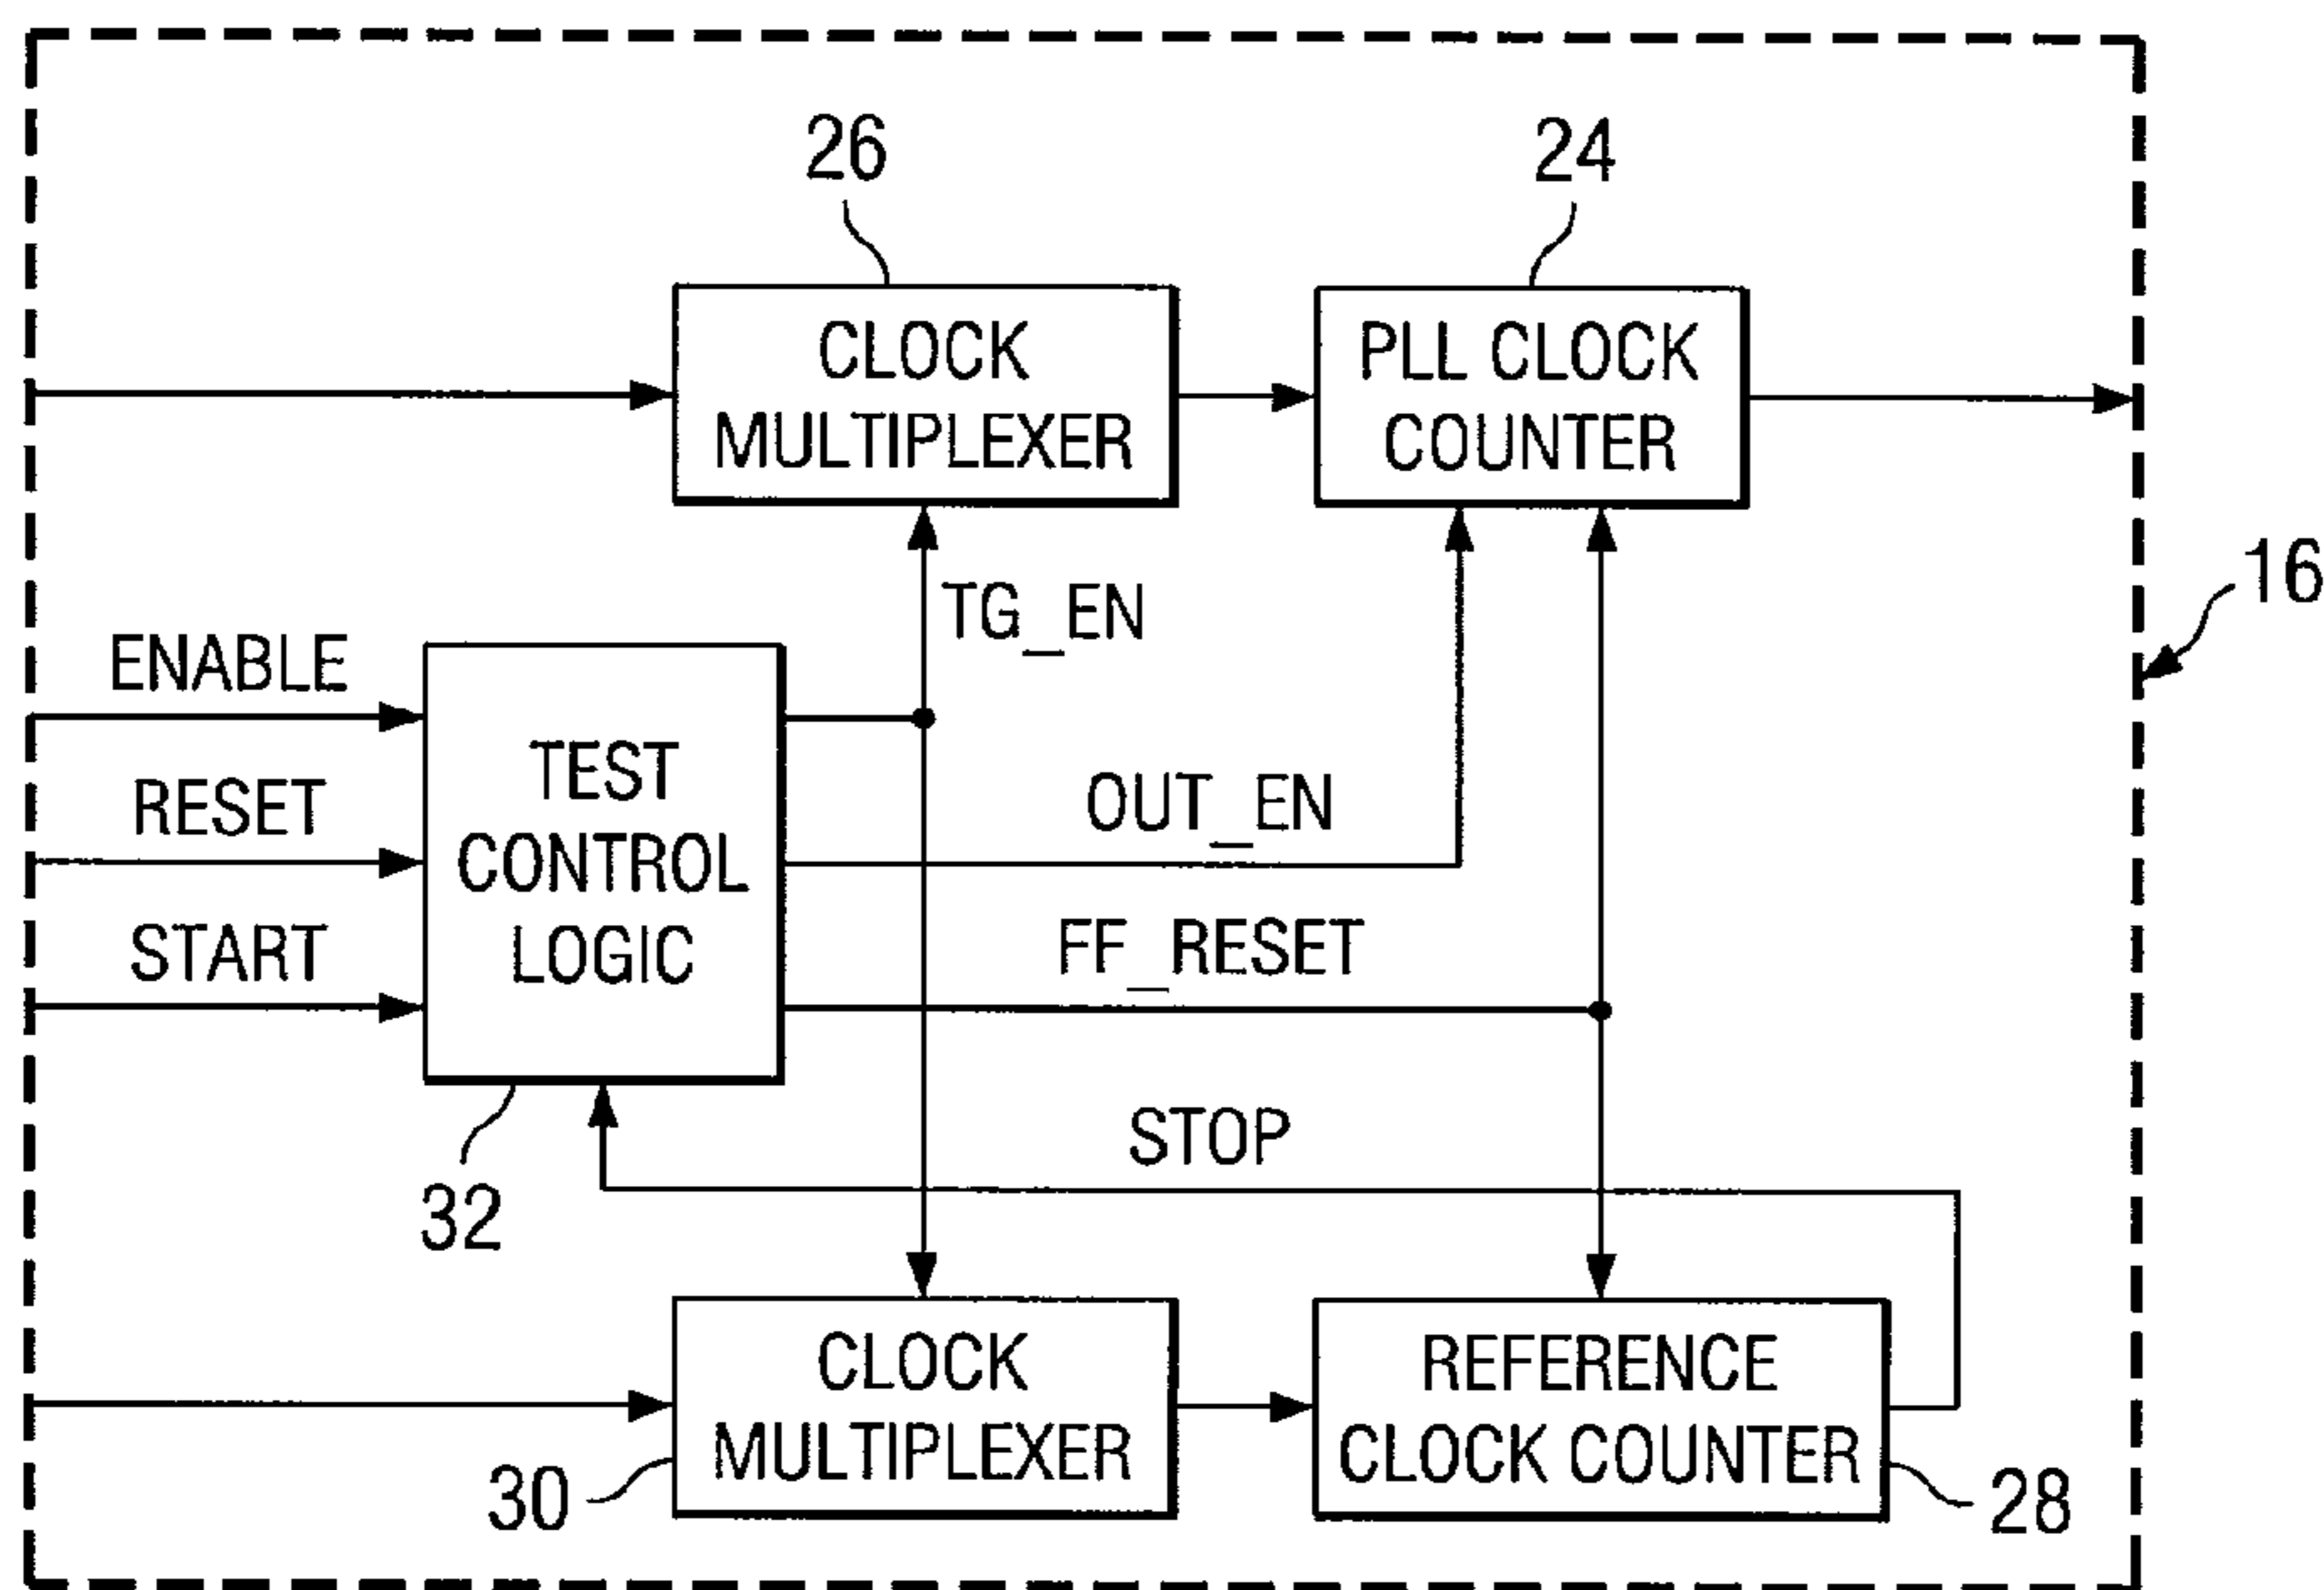 26
24
CLOCK
MULTIPLEXER
PLL CLOCK
COUNTER
16
TG_EN
ENABLE
RESET
START
TEST
CONTROL
LOGIC
OUT_EN
FF_RESET
STOP
32
CLOCK
MULTIPLEXER
REFERENCE
CLOCK COUNTER
30
28